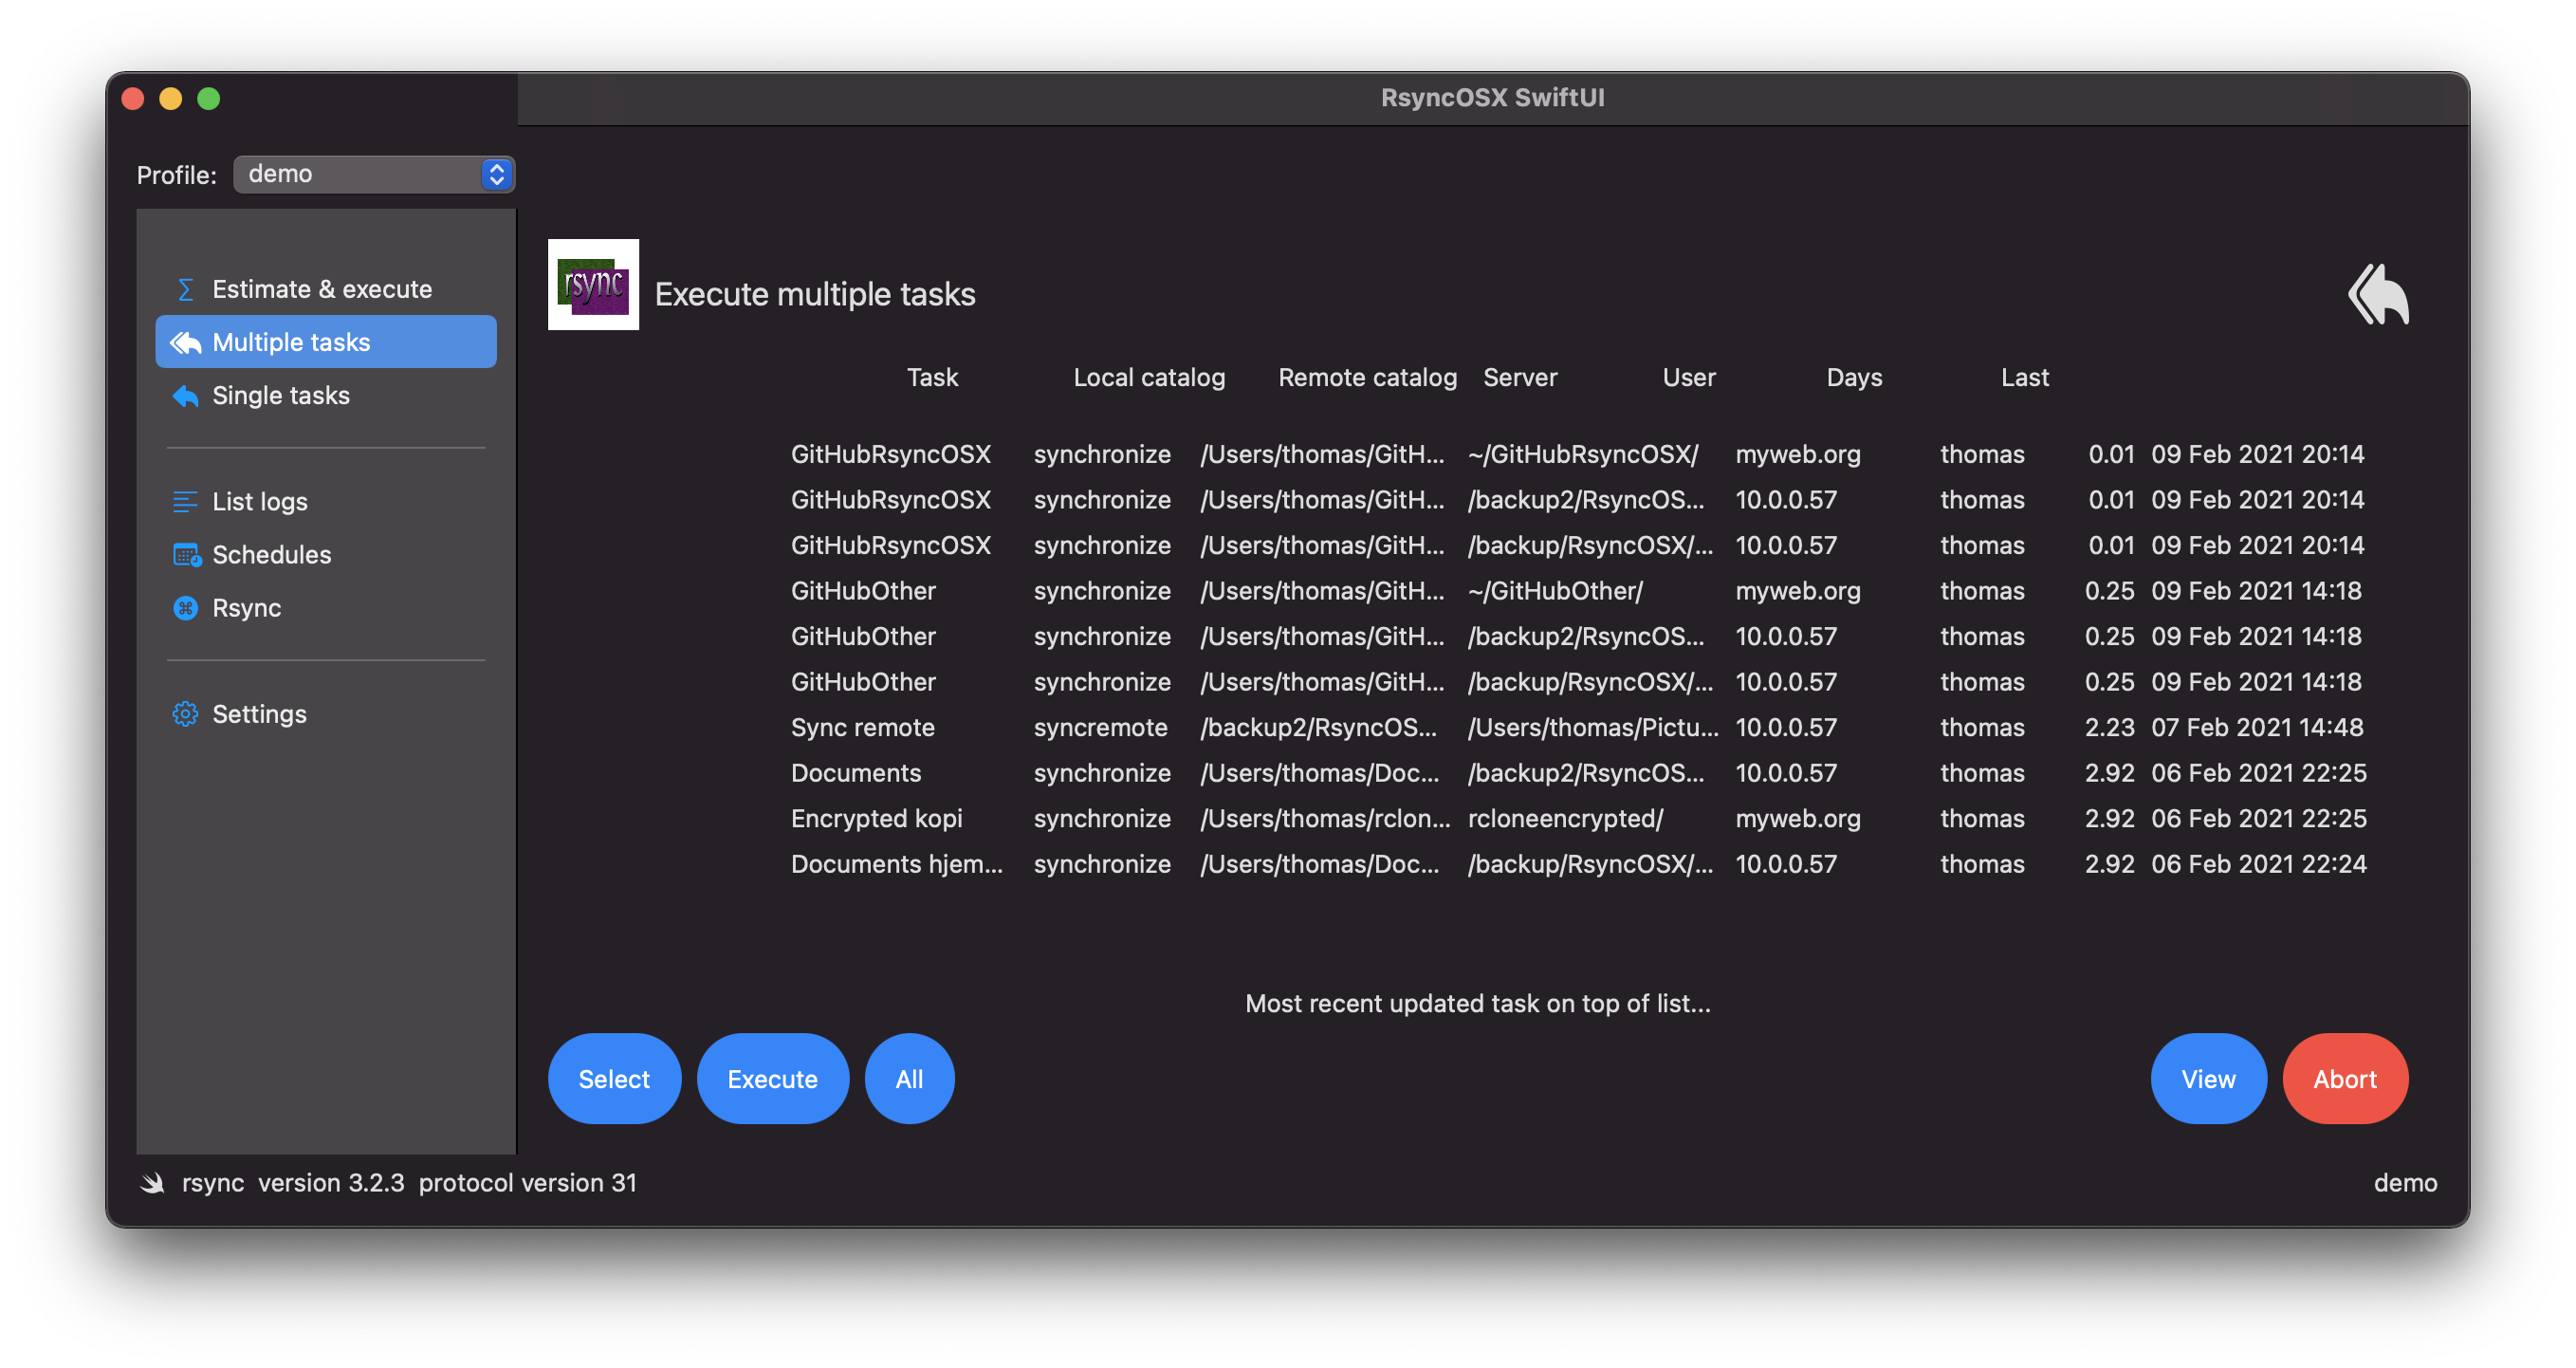 RsyncOSX SwiftUI
Profile: demo
Estimate & execute
Multiple tasks
Single tasks
List logs
Schedules
Rsync
Settings
rsync
Execute multiple tasks
Task Local catalog Remote catalog Server User Days Last
GitHubRsyncOSX synchronize /Users/thomas/GitH... ~/GitHubRsyncOSX/ myweb.org thomas 0.01 09 Feb 2021 20:14
GitHubRsyncOSX synchronize /Users/thomas/GitH... /backup2/RsyncOS... 10.0.0.57 thomas 0.01 09 Feb 2021 20:14
GitHubRsyncOSX synchronize /Users/thomas/GitH... /backup/RsyncOSX/... 10.0.0.57 thomas 0.01 09 Feb 2021 20:14
GitHubOther synchronize /Users/thomas/GitH... ~/GitHubOther/ myweb.org thomas 0.25 09 Feb 2021 14:18
GitHubOther synchronize /Users/thomas/GitH... /backup2/RsyncOS... 10.0.0.57 thomas 0.25 09 Feb 2021 14:18
GitHubOther synchronize /Users/thomas/GitH... /backup/RsyncOSX/... 10.0.0.57 thomas 0.25 09 Feb 2021 14:18
Sync remote syncremote /backup2/RsyncOS... /Users/thomas/Pictu... 10.0.0.57 thomas 2.23 07 Feb 2021 14:48
Documents synchronize /Users/thomas/Doc... /backup2/RsyncOS... 10.0.0.57 thomas 2.92 06 Feb 2021 22:25
Encrypted kopi synchronize /Users/thomas/rclon... rcloneencrypted/ myweb.org thomas 2.92 06 Feb 2021 22:25
Documents hjem... synchronize /Users/thomas/Doc... /backup/RsyncOSX/... 10.0.0.57 thomas 2.92 06 Feb 2021 22:24
Most recent updated task on top of list...
Select Execute All View Abort
rsync version 3.2.3 protocol version 31 demo